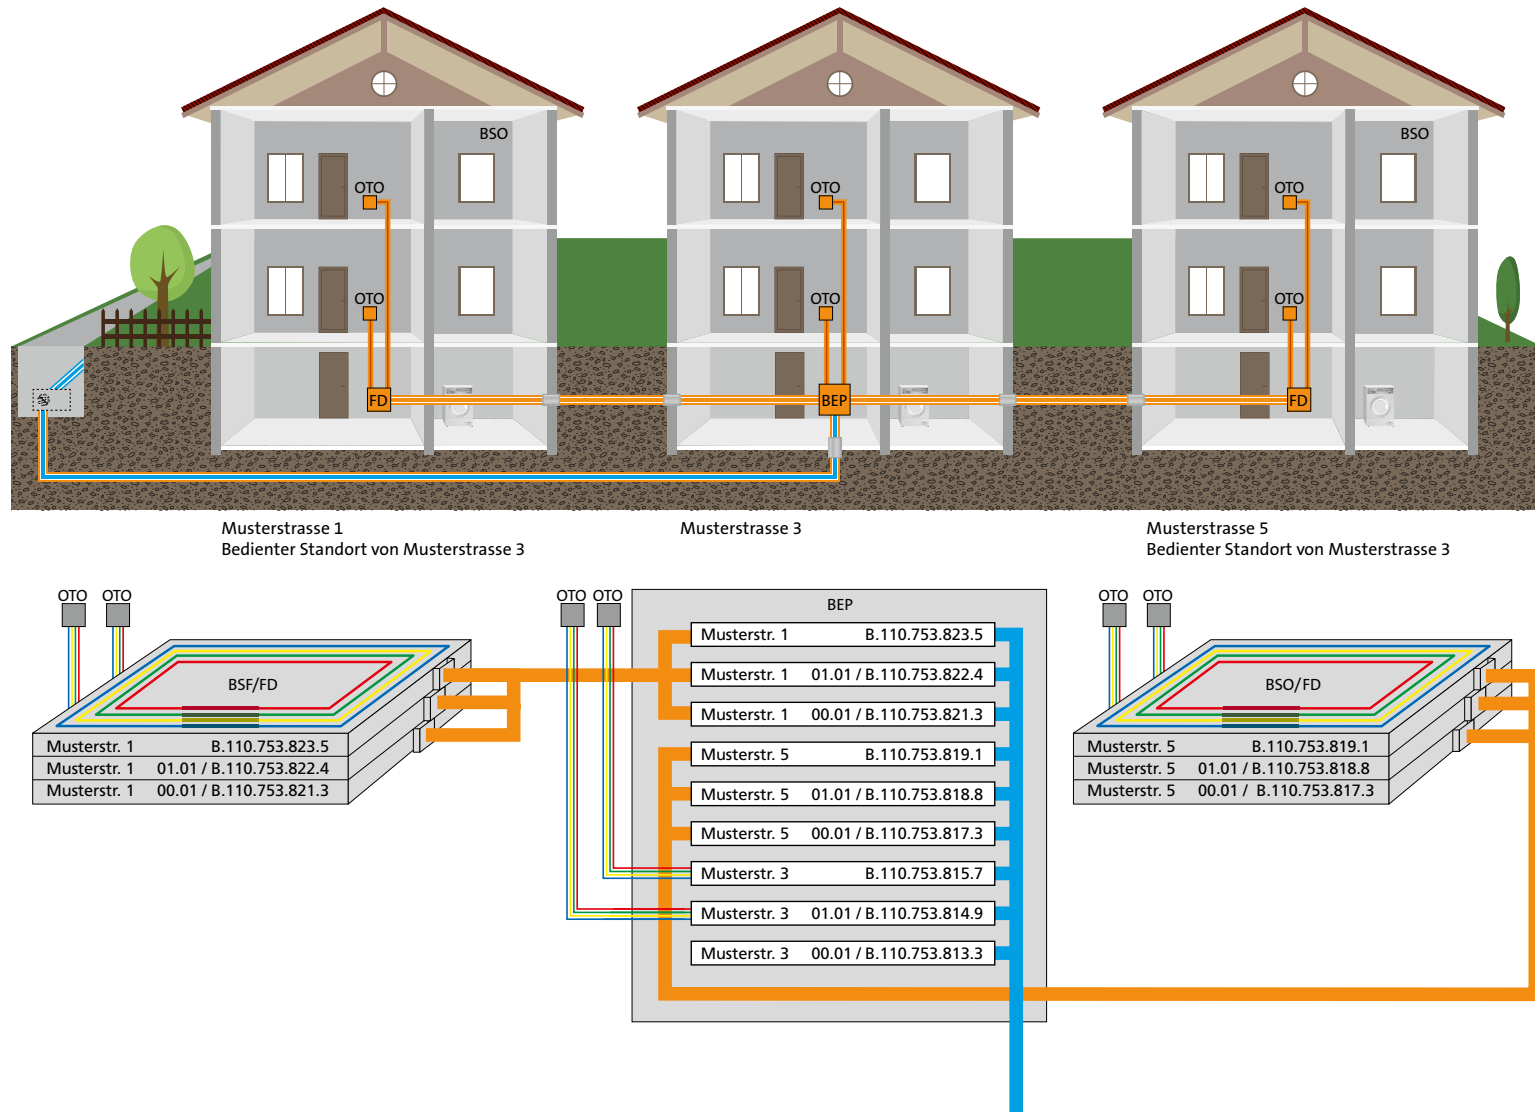 BSO
BSO
OTO
OTO
OTO
OTO
OTO
OTO
FD
BEP
FD
Musterstrasse 1
Bedienter Standort von Musterstrasse 3
Musterstrasse 3
Musterstrasse 5
Bedienter Standort von Musterstrasse 3
OTO OTO
BSF/FD
Musterstr. 1 B.110.753.823.5
Musterstr. 1 01.01 / B.110.753.822.4
Musterstr. 1 00.01 / B.110.753.821.3
OTO OTO
BEP
Musterstr. 1 B.110.753.823.5
Musterstr. 1 01.01 / B.110.753.822.4
Musterstr. 1 00.01 / B.110.753.821.3
Musterstr. 5 B.110.753.819.1
Musterstr. 5 01.01 / B.110.753.818.8
Musterstr. 5 00.01 / B.110.753.817.3
Musterstr. 3 B.110.753.815.7
Musterstr. 3 01.01 / B.110.753.814.9
Musterstr. 3 00.01 / B.110.753.813.3
OTO OTO
BSO/FD
Musterstr. 5 B.110.753.819.1
Musterstr. 5 01.01 / B.110.753.818.8
Musterstr. 5 00.01 / B.110.753.817.3